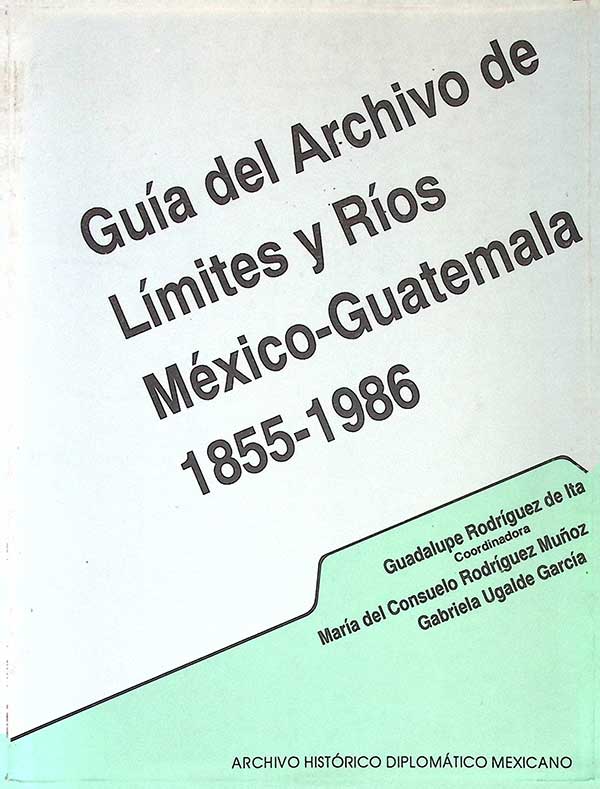 Guía del Archivo de
Límites y Ríos
México-Guatemala
1855-1986
Guadalupe Rodríguez de Ita
Coordinadora
María del Consuelo Rodríguez Muñoz
Gabriela Ugalde García
ARCHIVO HISTÓRICO DIPLOMÁTICO MEXICANO